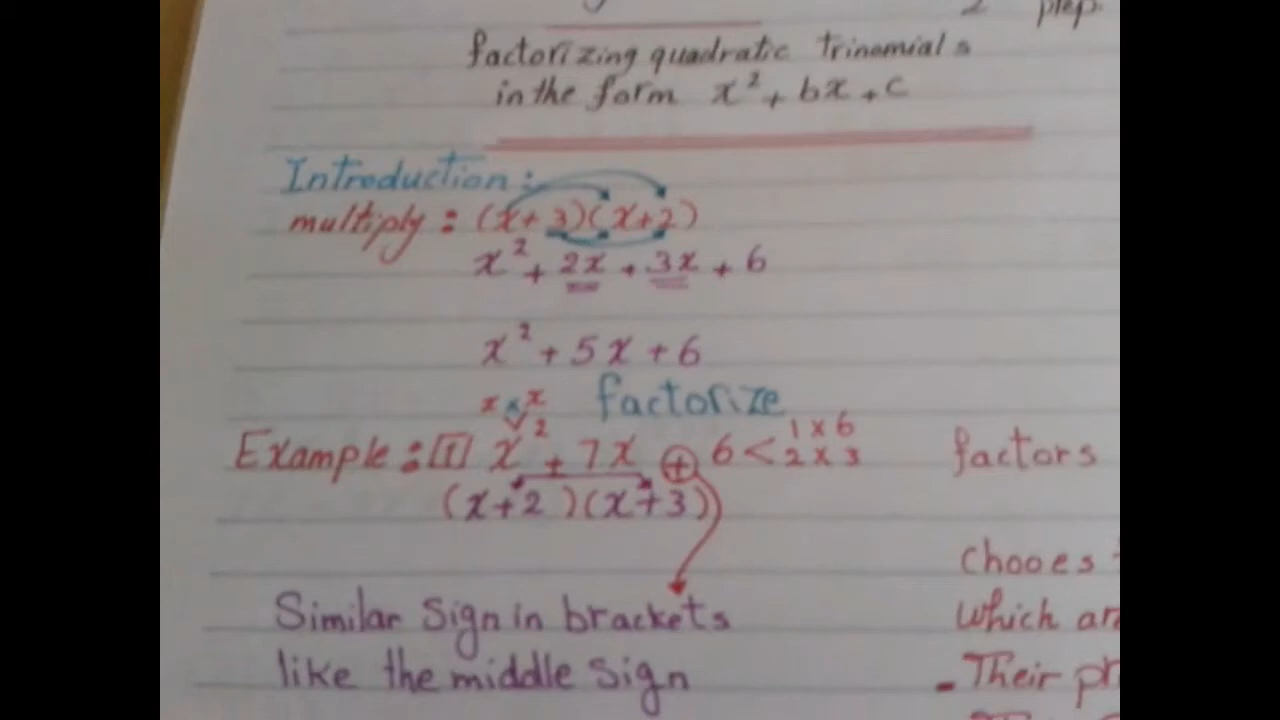 factorizing quadratic trinomials
in the form x² + bx + c
Introduction :
multiply : (x+3)(x+2)
x² + 2x + 3x + 6
x² + 5x + 6
x x factorize
1 x 6
Example : [1] x² + 7x + 6 < 2 x 3 factors
(x+2)(x+3)
Chooes
Similar Sign in brackets
which
like the middle Sign
- Their